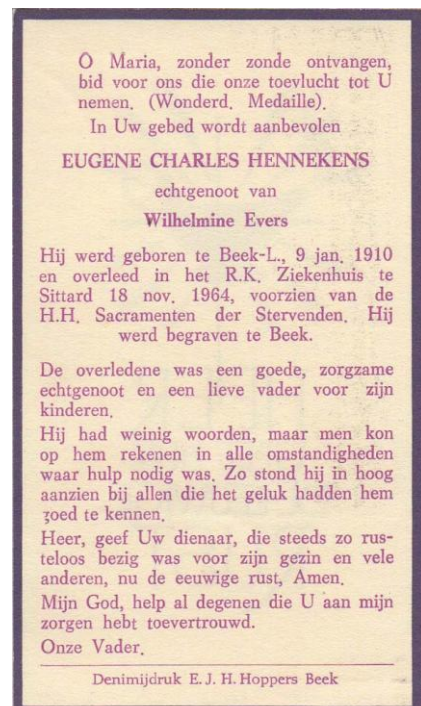 O Maria, zonder zonde ontvangen,
bid voor ons die onze toevlucht tot U
nemen. (Wonderd. Medaille).
In Uw gebed wordt aanbevolen
EUGENE CHARLES HENNEKENS
echtgenoot van
Wilhelmine Evers
Hij werd geboren te Beek-L., 9 jan. 1910
en overleed in het R.K. Ziekenhuis te
Sittard 18 nov. 1964, voorzien van de
H.H. Sacramenten der Stervenden. Hij
werd begraven te Beek.
De overledene was een goede, zorgzame
echtgenoot en een lieve vader voor zijn
kinderen.
Hij had weinig woorden, maar men kon
op hem rekenen in alle omstandigheden
waar hulp nodig was. Zo stond hij in hoog
aanzien bij allen die het geluk hadden hem
goed te kennen.
Heer, geef Uw dienaar, die steeds zo rus-
teloos bezig was voor zijn gezin en vele
anderen, nu de eeuwige rust, Amen.
Mijn God, help al degenen die U aan mijn
zorgen hebt toevertrouwd.
Onze Vader.
Denimijdruk E. J. H. Hoppers Beek